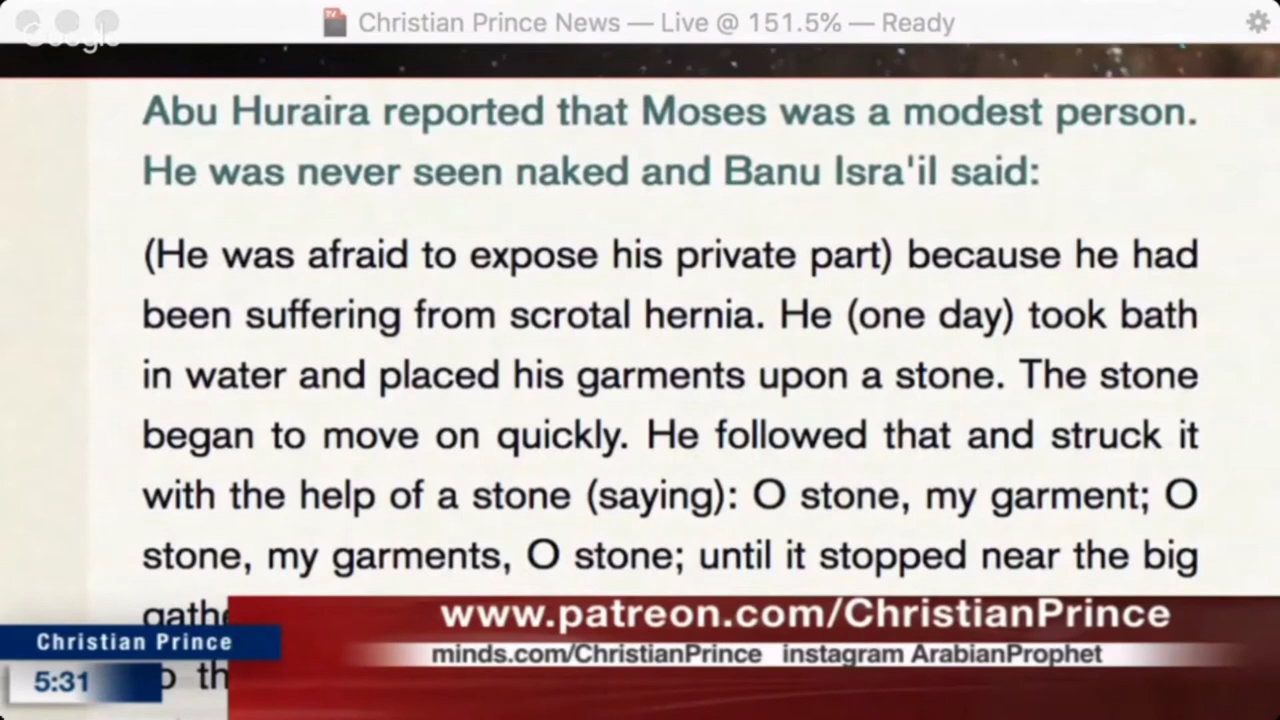 Christian Prince News — Live @ 151.5% — Ready
Google
Abu Huraira reported that Moses was a modest person.
He was never seen naked and Banu Isra'il said:
(He was afraid to expose his private part) because he had
been suffering from scrotal hernia. He (one day) took bath
in water and placed his garments upon a stone. The stone
began to move on quickly. He followed that and struck it
with the help of a stone (saying): O stone, my garment; O
stone, my garments, O stone; until it stopped near the big
www.patreon.com/ChristianPrince
Christian Prince
minds.com/ChristianPrince instagram ArabianProphet
5:31